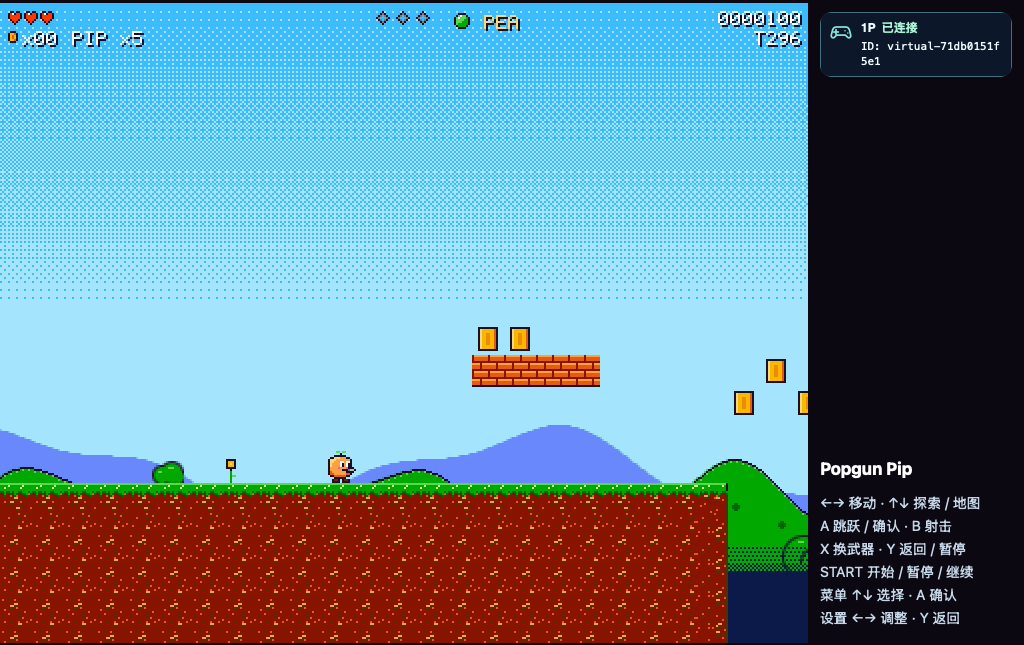 PEA
0000100
x00 PIP x5
T296
1P 已连接
ID: virtual-71db0151f
5e1
Popgun Pip
←→ 移动 · ↑↓ 探索 / 地图
A 跳跃 / 确认 · B 射击
X 换武器 · Y 返回 / 暂停
START 开始 / 暂停 / 继续
菜单 ↑↓ 选择 · A 确认
设置 ←→ 调整 · Y 返回